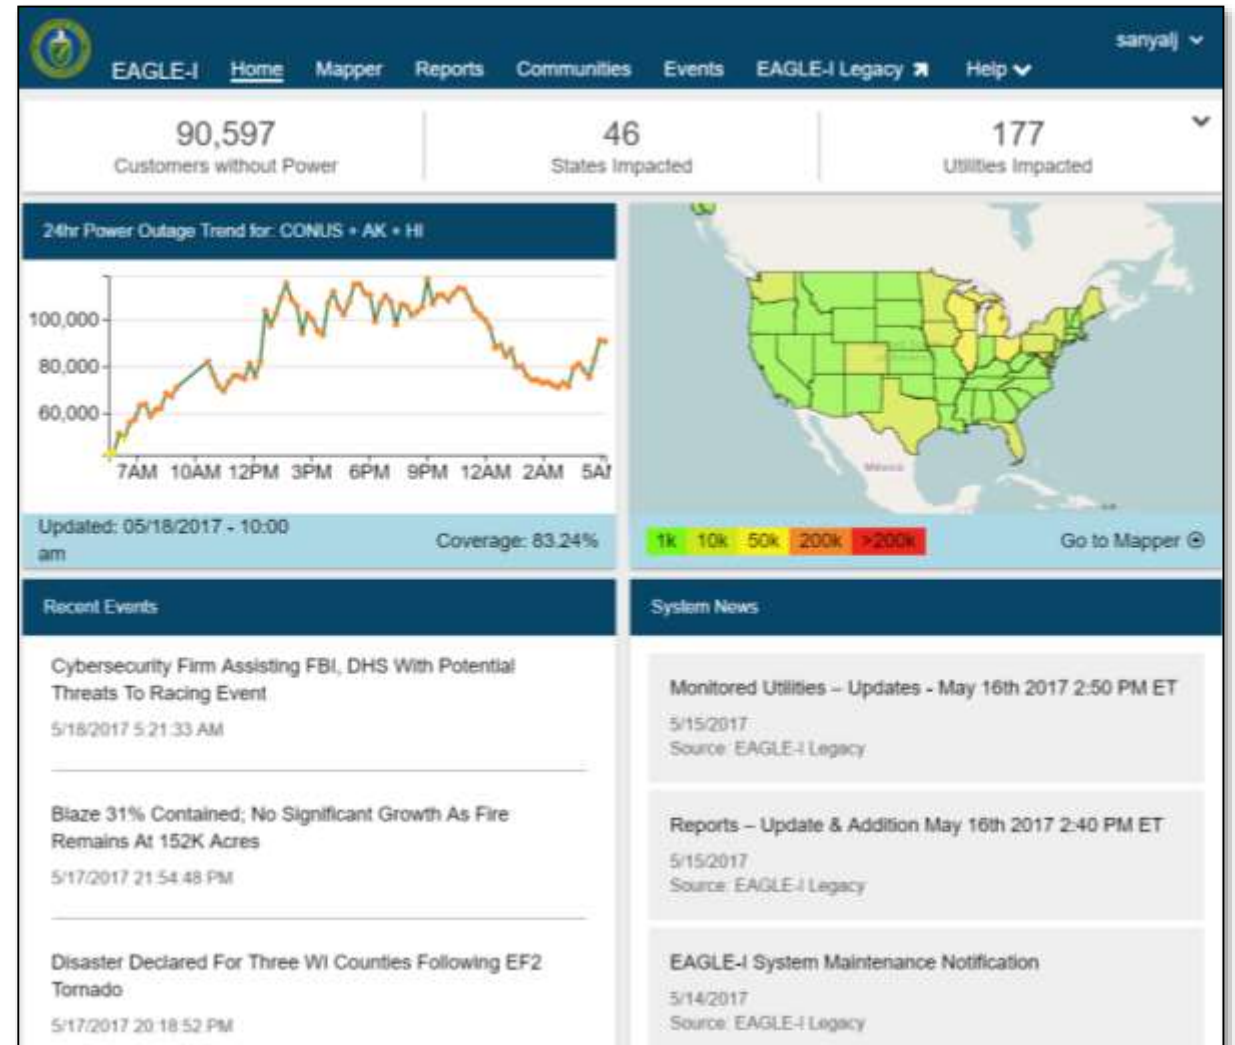 sanyalj
EAGLE-I Home Mapper Reports Communities Events EAGLE-I Legacy Help
90,597
Customers without Power
46
States Impacted
177
Utilities Impacted
24hr Power Outage Trend for: CONUS + AK + HI
100,000
80,000
60,000
7AM 10AM 12PM 3PM 6PM 9PM 12AM 2AM 5AM
Updated: 05/18/2017 - 10:00
am
Coverage: 83.24%
México
1k 10k 50k 200k >200k
Go to Mapper
Recent Events
Cybersecurity Firm Assisting FBI, DHS With Potential
Threats To Racing Event
5/18/2017 5:21:33 AM
Blaze 31% Contained; No Significant Growth As Fire
Remains At 152K Acres
5/17/2017 21:54:48 PM
Disaster Declared For Three WI Counties Following EF2
Tornado
5/17/2017 20:18:52 PM
System News
Monitored Utilities – Updates - May 16th 2017 2:50 PM ET
5/15/2017
Source: EAGLE-I Legacy
Reports – Update & Addition May 16th 2017 2:40 PM ET
5/15/2017
Source: EAGLE-I Legacy
EAGLE-I System Maintenance Notification
5/14/2017
Source: EAGLE-I Legacy